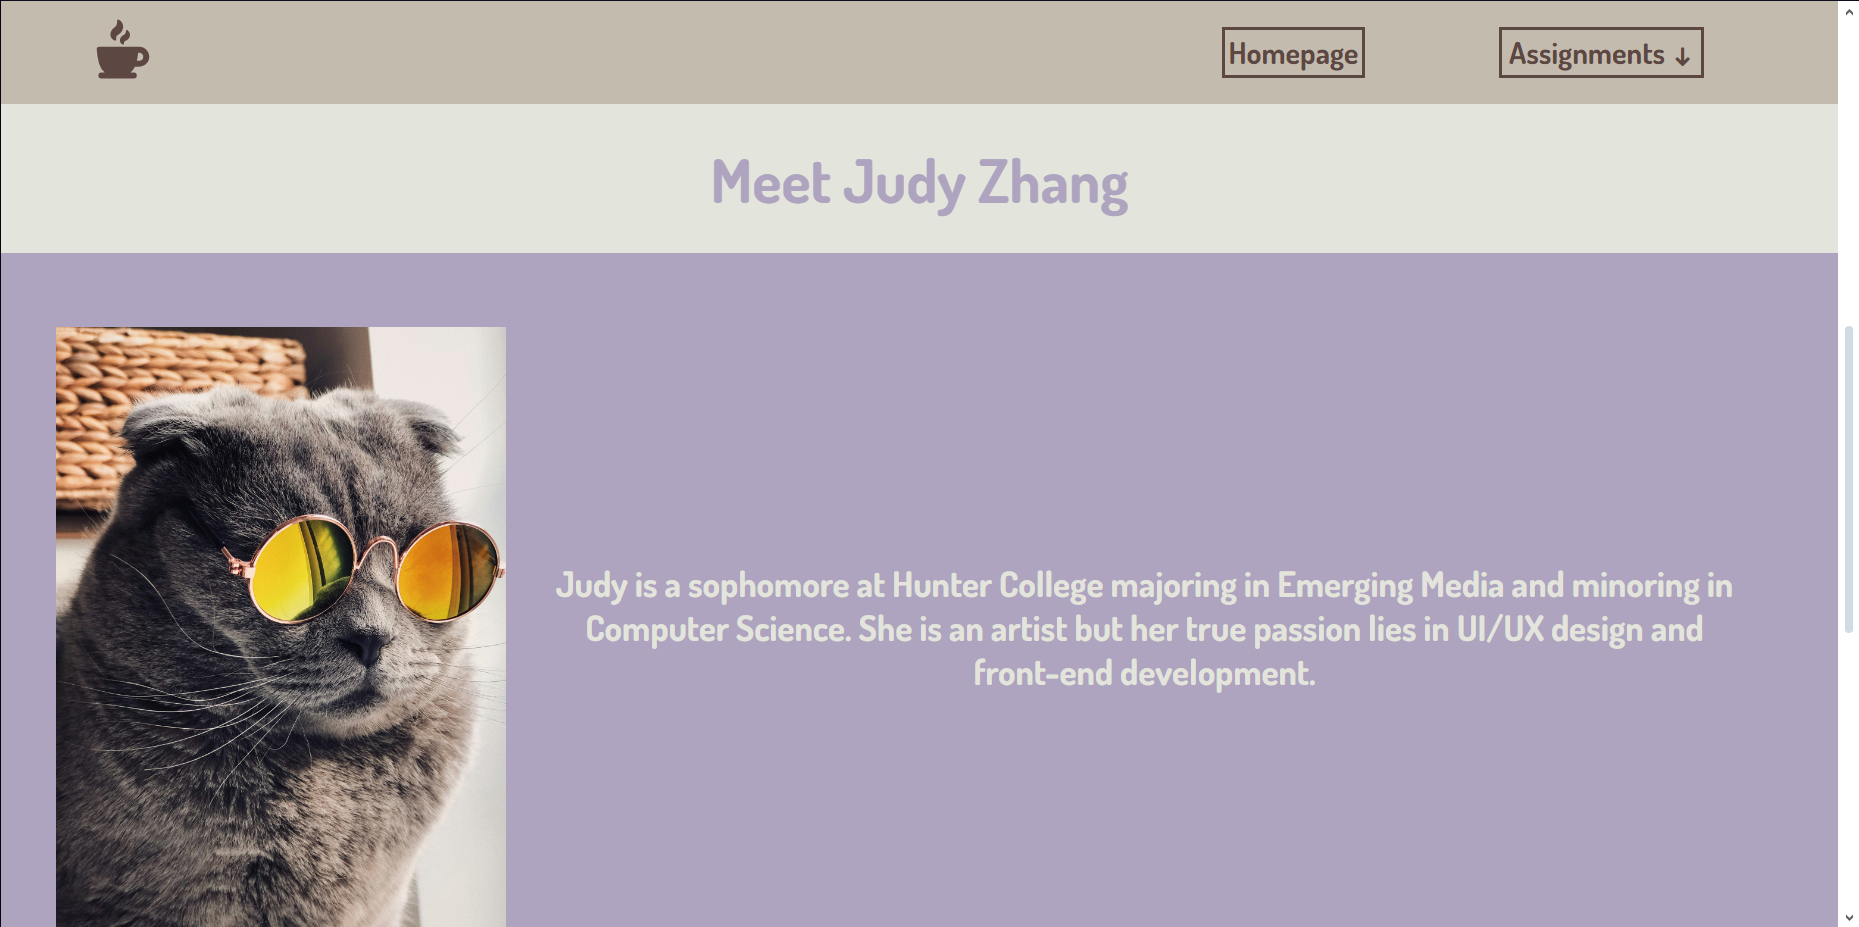 Homepage
Assignments ↓
Meet Judy Zhang
Judy is a sophomore at Hunter College majoring in Emerging Media and minoring in
Computer Science. She is an artist but her true passion lies in UI/UX design and
front-end development.